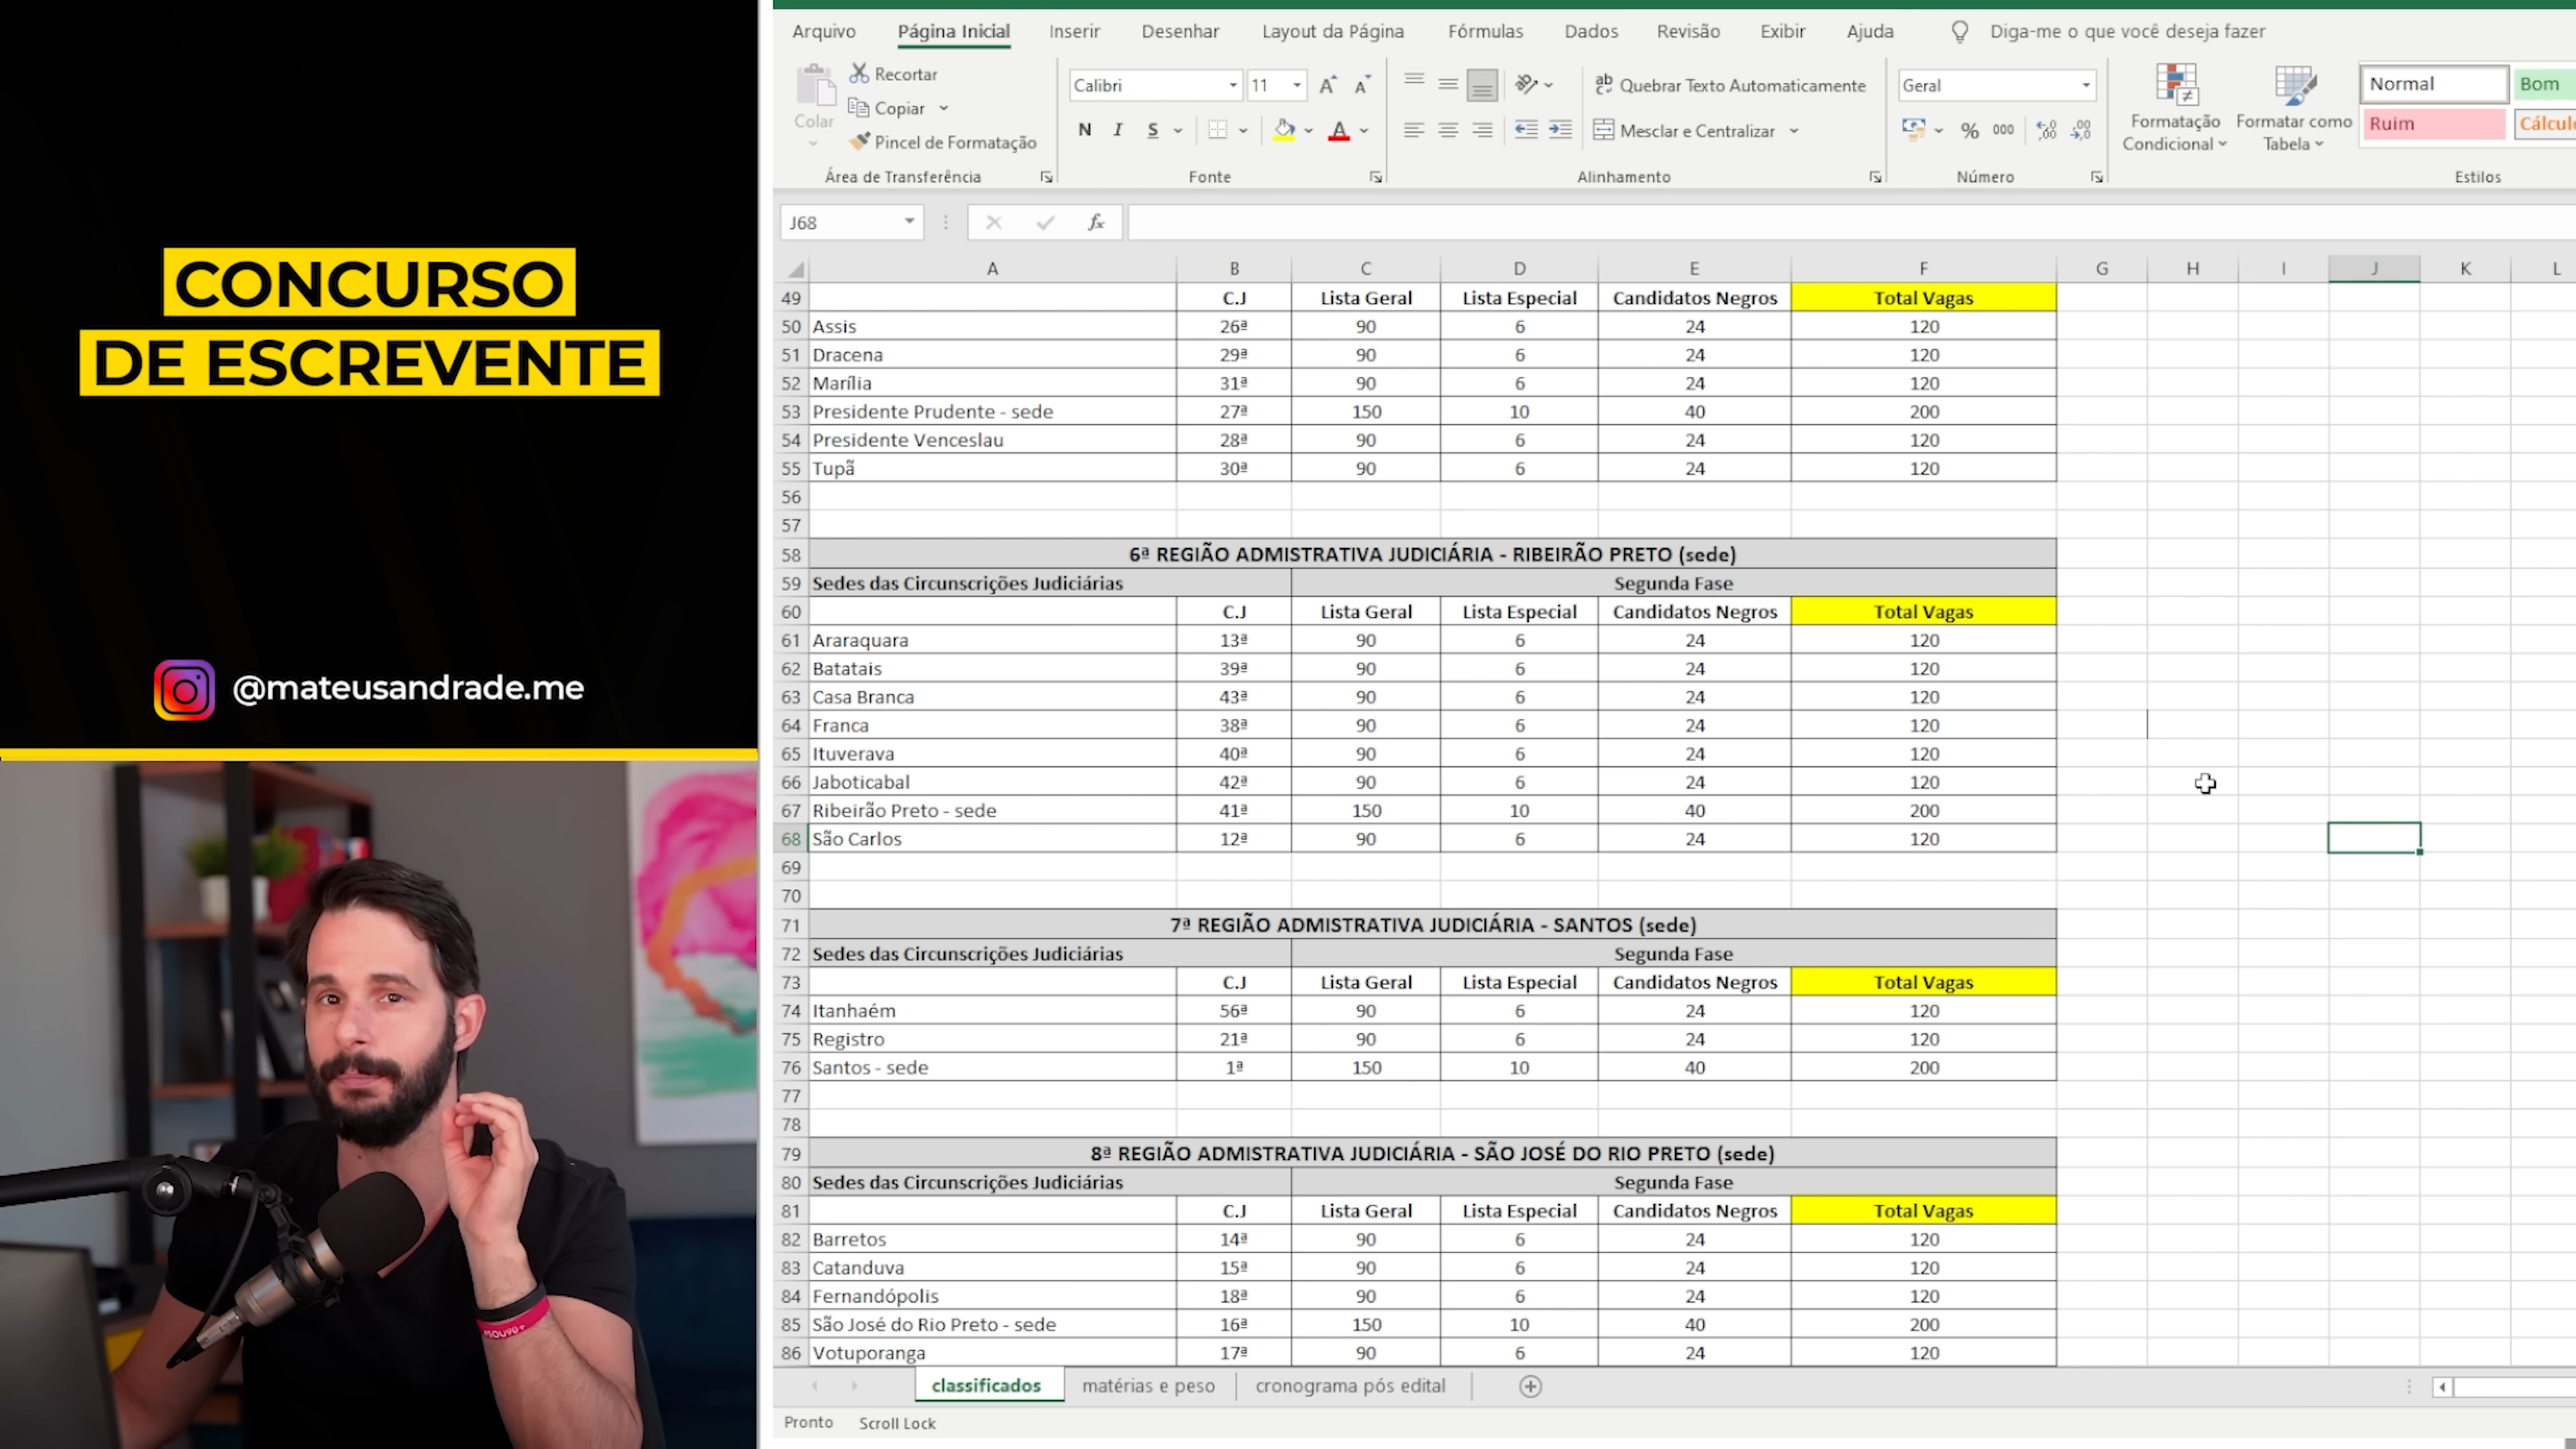 CONCURSO
DE ESCREVENTE
@mateusandrade.me
Arquivo Página Inicial Inserir Desenhar Layout da Página Fórmulas Dados Revisão Exibir Ajuda Diga-me o que você deseja fazer
Colar
Recortar
Copiar
Pincel de Formatação
Área de Transferência
Calibri 11
N I S
Fonte
Quebrar Texto Automaticamente
Mesclar e Centralizar
Alinhamento
Geral
% 000
Número
Formatação Condicional
Formatar como Tabela
Normal Bom
Ruim Cálculo
Estilos
J68 fx
A B C D E F G H I J K L
49 C.J Lista Geral Lista Especial Candidatos Negros Total Vagas
50 Assis 26ª 90 6 24 120
51 Dracena 29ª 90 6 24 120
52 Marília 31ª 90 6 24 120
53 Presidente Prudente - sede 27ª 150 10 40 200
54 Presidente Venceslau 28ª 90 6 24 120
55 Tupã 30ª 90 6 24 120
56
57
58 6ª REGIÃO ADMISTRATIVA JUDICIÁRIA - RIBEIRÃO PRETO (sede)
59 Sedes das Circunscrições Judiciárias Segunda Fase
60 C.J Lista Geral Lista Especial Candidatos Negros Total Vagas
61 Araraquara 13ª 90 6 24 120
62 Batatais 39ª 90 6 24 120
63 Casa Branca 43ª 90 6 24 120
64 Franca 38ª 90 6 24 120
65 Ituverava 40ª 90 6 24 120
66 Jaboticabal 42ª 90 6 24 120
67 Ribeirão Preto - sede 41ª 150 10 40 200
68 São Carlos 12ª 90 6 24 120
69
70
71 7ª REGIÃO ADMISTRATIVA JUDICIÁRIA - SANTOS (sede)
72 Sedes das Circunscrições Judiciárias Segunda Fase
73 C.J Lista Geral Lista Especial Candidatos Negros Total Vagas
74 Itanhaém 56ª 90 6 24 120
75 Registro 21ª 90 6 24 120
76 Santos - sede 1ª 150 10 40 200
77
78
79 8ª REGIÃO ADMISTRATIVA JUDICIÁRIA - SÃO JOSÉ DO RIO PRETO (sede)
80 Sedes das Circunscrições Judiciárias Segunda Fase
81 C.J Lista Geral Lista Especial Candidatos Negros Total Vagas
82 Barretos 14ª 90 6 24 120
83 Catanduva 15ª 90 6 24 120
84 Fernandópolis 18ª 90 6 24 120
85 São José do Rio Preto - sede 16ª 150 10 40 200
86 Votuporanga 17ª 90 6 24 120
classificados matérias e peso cronograma pós edital
Pronto Scroll Lock